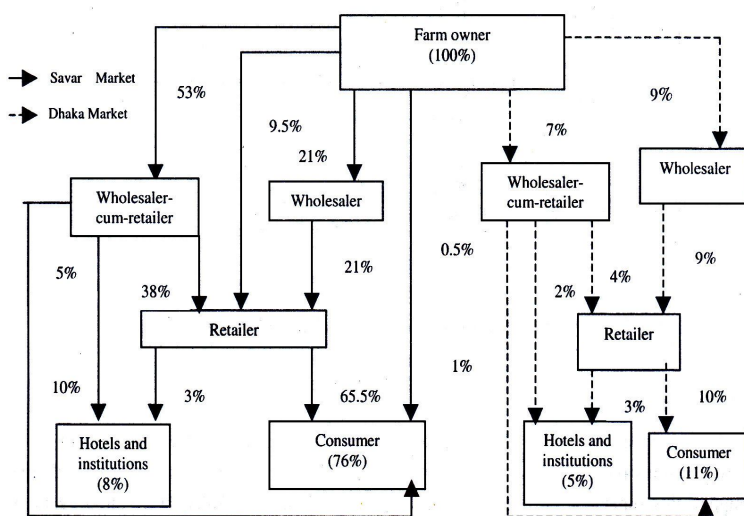 Farm owner
(100%)
Savar Market
Dhaka Market
53%
9.5%
21%
7%
9%
Wholesaler-
cum-retailer
Wholesaler
Wholesaler-
cum-retailer
Wholesaler
5%
38%
21%
0.5%
2%
4%
9%
Retailer
Retailer
10%
3%
65.5%
1%
3%
10%
Hotels and
institutions
(8%)
Consumer
(76%)
Hotels and
institutions
(5%)
Consumer
(11%)